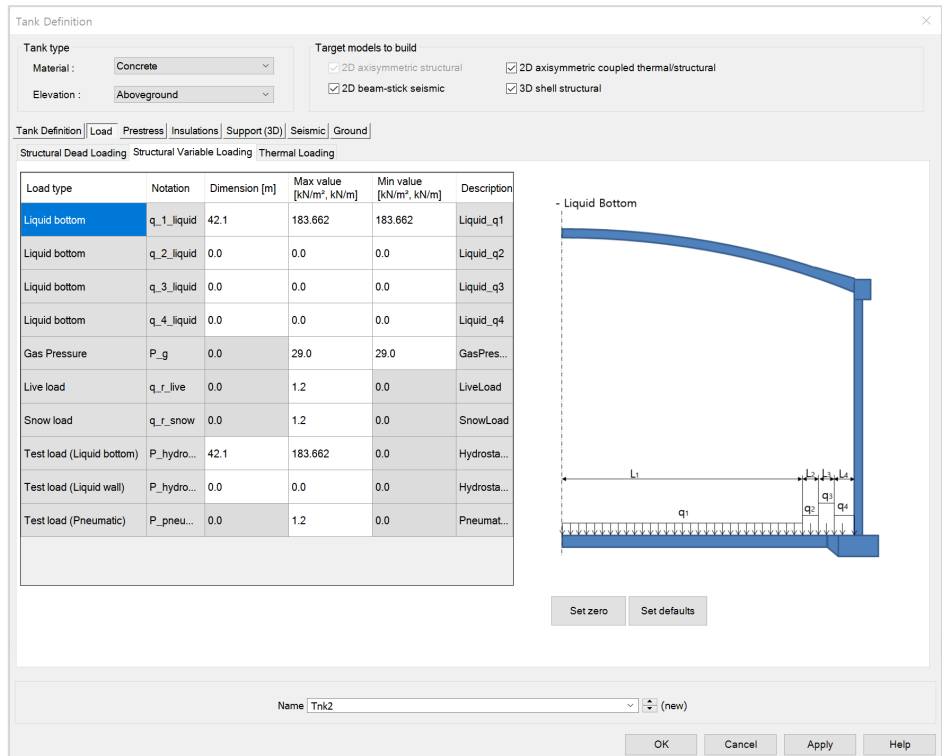 Tank Definition
Tank type
Material :
Concrete
Elevation :
Aboveground
Target models to build
2D axisymmetric structural
2D axisymmetric coupled thermal/structural
2D beam-stick seismic
3D shell structural
Tank Definition Load Prestress Insulations Support (3D) Seismic Ground
Structural Dead Loading Structural Variable Loading Thermal Loading
Load type Notation Dimension [m] Max value [kN/m², kN/m] Min value [kN/m², kN/m] Description
Liquid bottom q_1_liquid 42.1 183.662 183.662 Liquid_q1
Liquid bottom q_2_liquid 0.0 0.0 0.0 Liquid_q2
Liquid bottom q_3_liquid 0.0 0.0 0.0 Liquid_q3
Liquid bottom q_4_liquid 0.0 0.0 0.0 Liquid_q4
Gas Pressure P_g 0.0 29.0 29.0 GasPres...
Live load q_r_live 0.0 1.2 0.0 LiveLoad
Snow load q_r_snow 0.0 1.2 0.0 SnowLoad
Test load (Liquid bottom) P_hydro... 42.1 183.662 0.0 Hydrosta...
Test load (Liquid wall) P_hydro... 0.0 0.0 0.0 Hydrosta...
Test load (Pneumatic) P_pneu... 0.0 1.2 0.0 Pneumat...
- Liquid Bottom
L1 L2 L3 L4
q1 q2 q3 q4
Set zero Set defaults
Name Tnk2 (new)
OK Cancel Apply Help